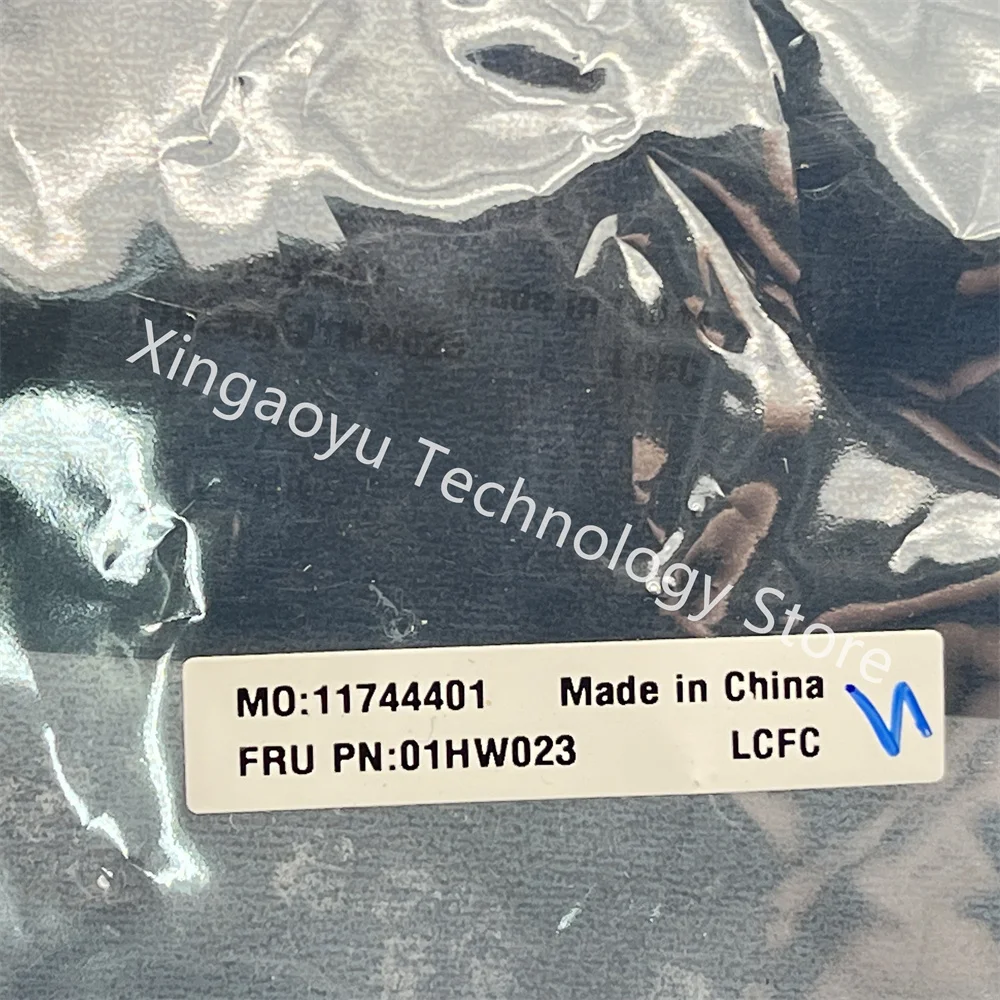 Xingaoyu Technology Store
MO:11744401 Made in China
FRU PN:01HW023 LCFC